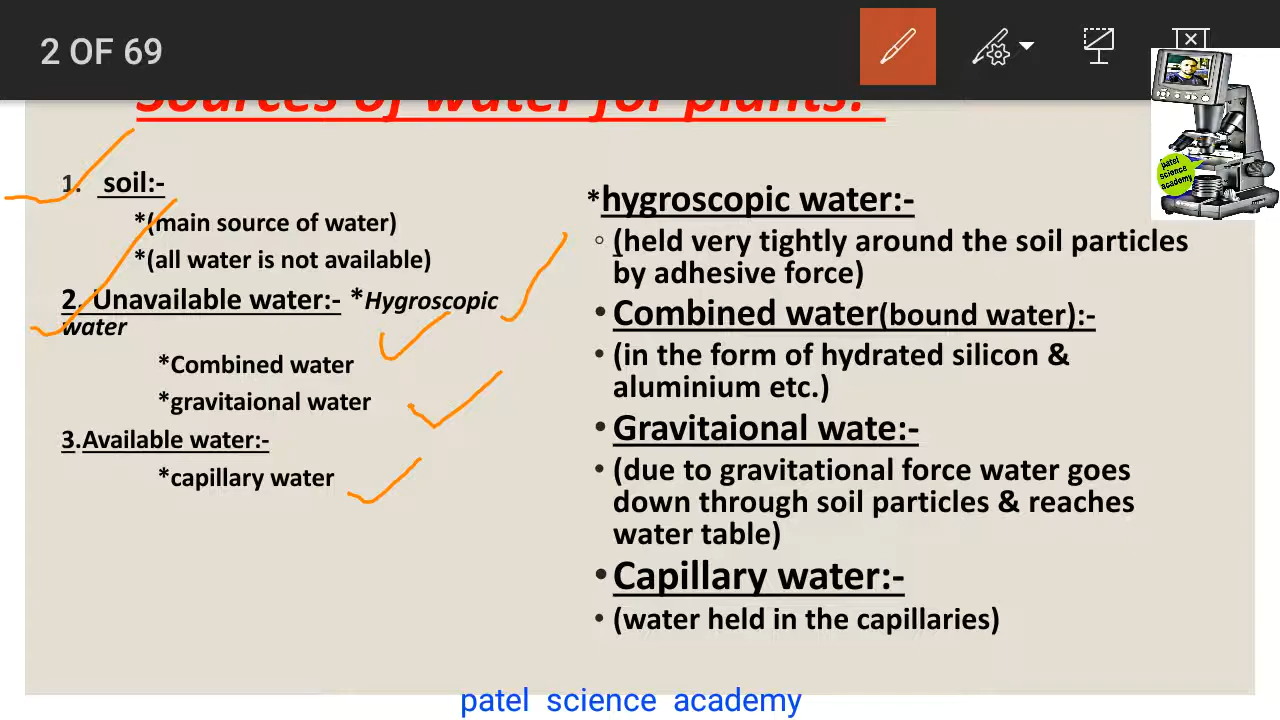 2 OF 69
Sources of water for plants:
1. soil:-
*(main source of water)
*(all water is not available)
2. Unavailable water:- *Hygroscopic
water
*Combined water
*gravitaional water
3.Available water:-
*capillary water
*hygroscopic water:-
◦ (held very tightly around the soil particles
by adhesive force)
• Combined water(bound water):-
• (in the form of hydrated silicon &
aluminium etc.)
• Gravitaional wate:-
• (due to gravitational force water goes
down through soil particles & reaches
water table)
• Capillary water:-
• (water held in the capillaries)
patel
science
academy
patel science academy